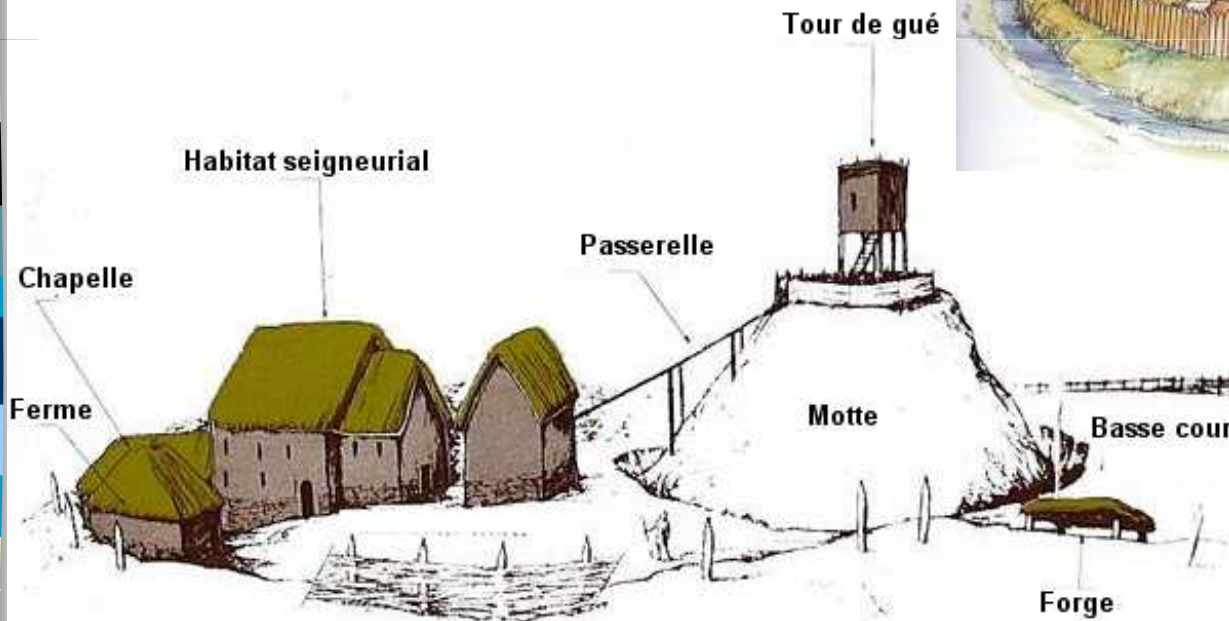 Tour de gué
Habitat seigneurial
Passerelle
Chapelle
Ferme
Motte
Basse cour
Forge